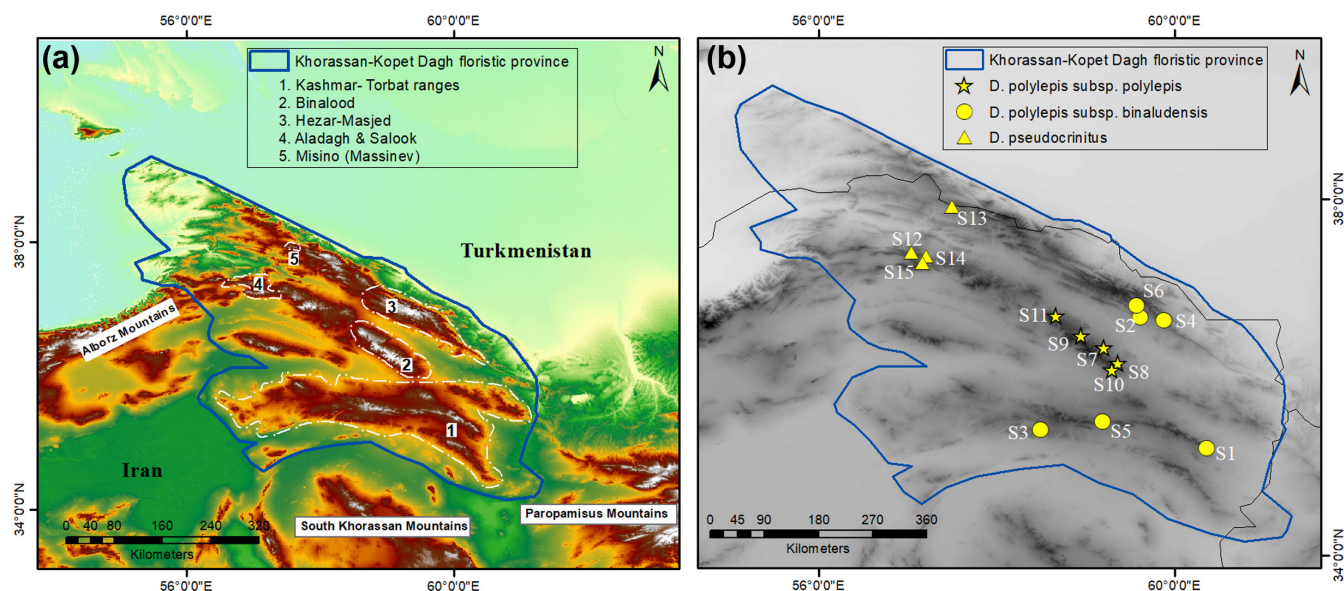 56°0'0"E
60°0'0"E
(a)
N
Khorassan-Kopet Dagh floristic province
1. Kashmar- Torbat ranges
2. Binalood
3. Hezar-Masjed
4. Aladagh & Salook
5. Misino (Massinev)
38°0'0"N
Turkmenistan
5
4
3
Alborz Mountains
2
1
Iran
34°0'0"N
South Khorassan Mountains
Paropamisus Mountains
0 40 80 160 240 320
Kilometers
56°0'0"E
60°0'0"E
56°0'0"E
60°0'0"E
(b)
N
Khorassan-Kopet Dagh floristic province
D. polylepis subsp. polylepis
D. polylepis subsp. binaludensis
D. pseudocrinitus
38°0'0"N
S13
S12
S14
S15
S6
S11
S2
S4
S9
S7
S8
S10
S3
S5
S1
34°0'0"N
0 45 90 180 270 360
Kilometers
56°0'0"E
60°0'0"E